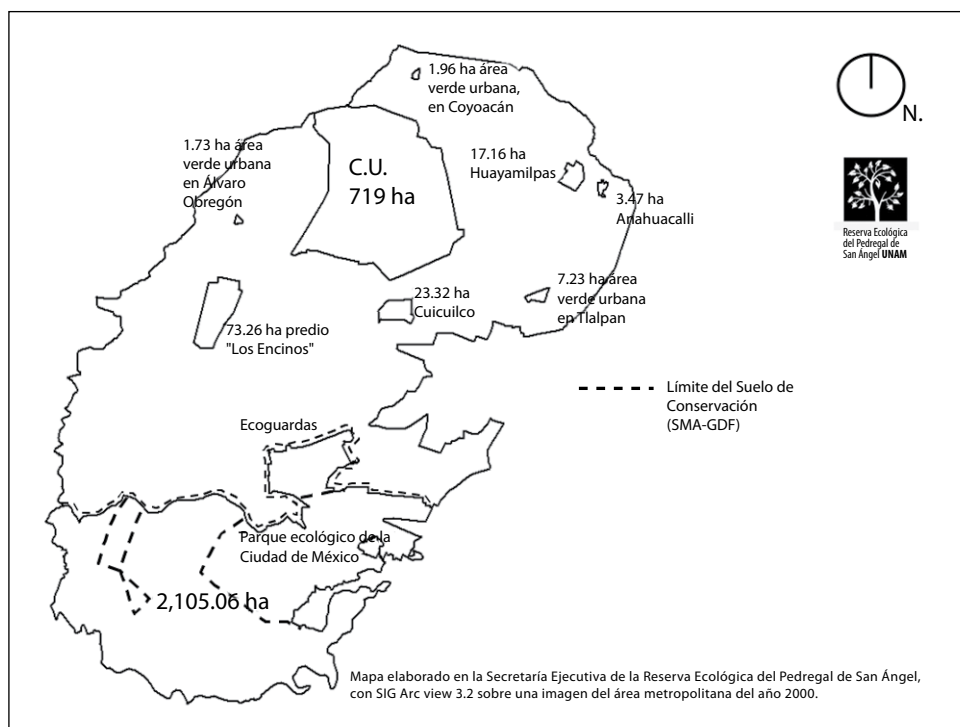 1.96 ha área
verde urbana,
en Coyoacán
N.
1.73 ha área
verde urbana
en Álvaro
Obregón
C.U.
719 ha
17.16 ha
Huayamilpas
3.47 ha
Anahuacalli
Reserva Ecológica
del Pedregal de
San Ángel UNAM
73.26 ha predio
"Los Encinos"
23.32 ha
Cuicuilco
7.23 ha área
verde urbana
en Tlalpan
Límite del Suelo de
Conservación
(SMA-GDF)
Ecoguardas
Parque ecológico de la
Ciudad de México
2,105.06 ha
Mapa elaborado en la Secretaría Ejecutiva de la Reserva Ecológica del Pedregal de San Ángel,
con SIG Arc view 3.2 sobre una imagen del área metropolitana del año 2000.